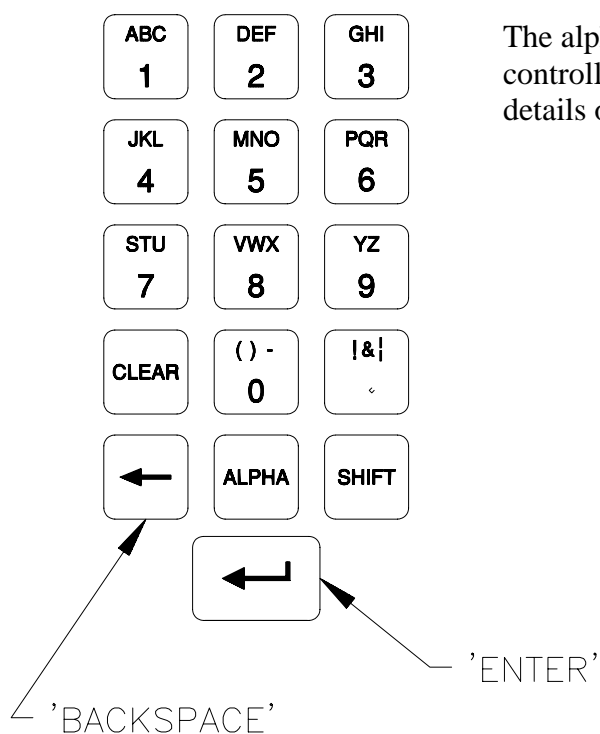 ABC DEF GHI
1 2 3
JKL MNO PQR
4 5 6
STU VWX YZ
7 8 9
CLEAR ( ) - !&¦
0
ALPHA SHIFT
'ENTER'
'BACKSPACE'
The alp
controll
details o